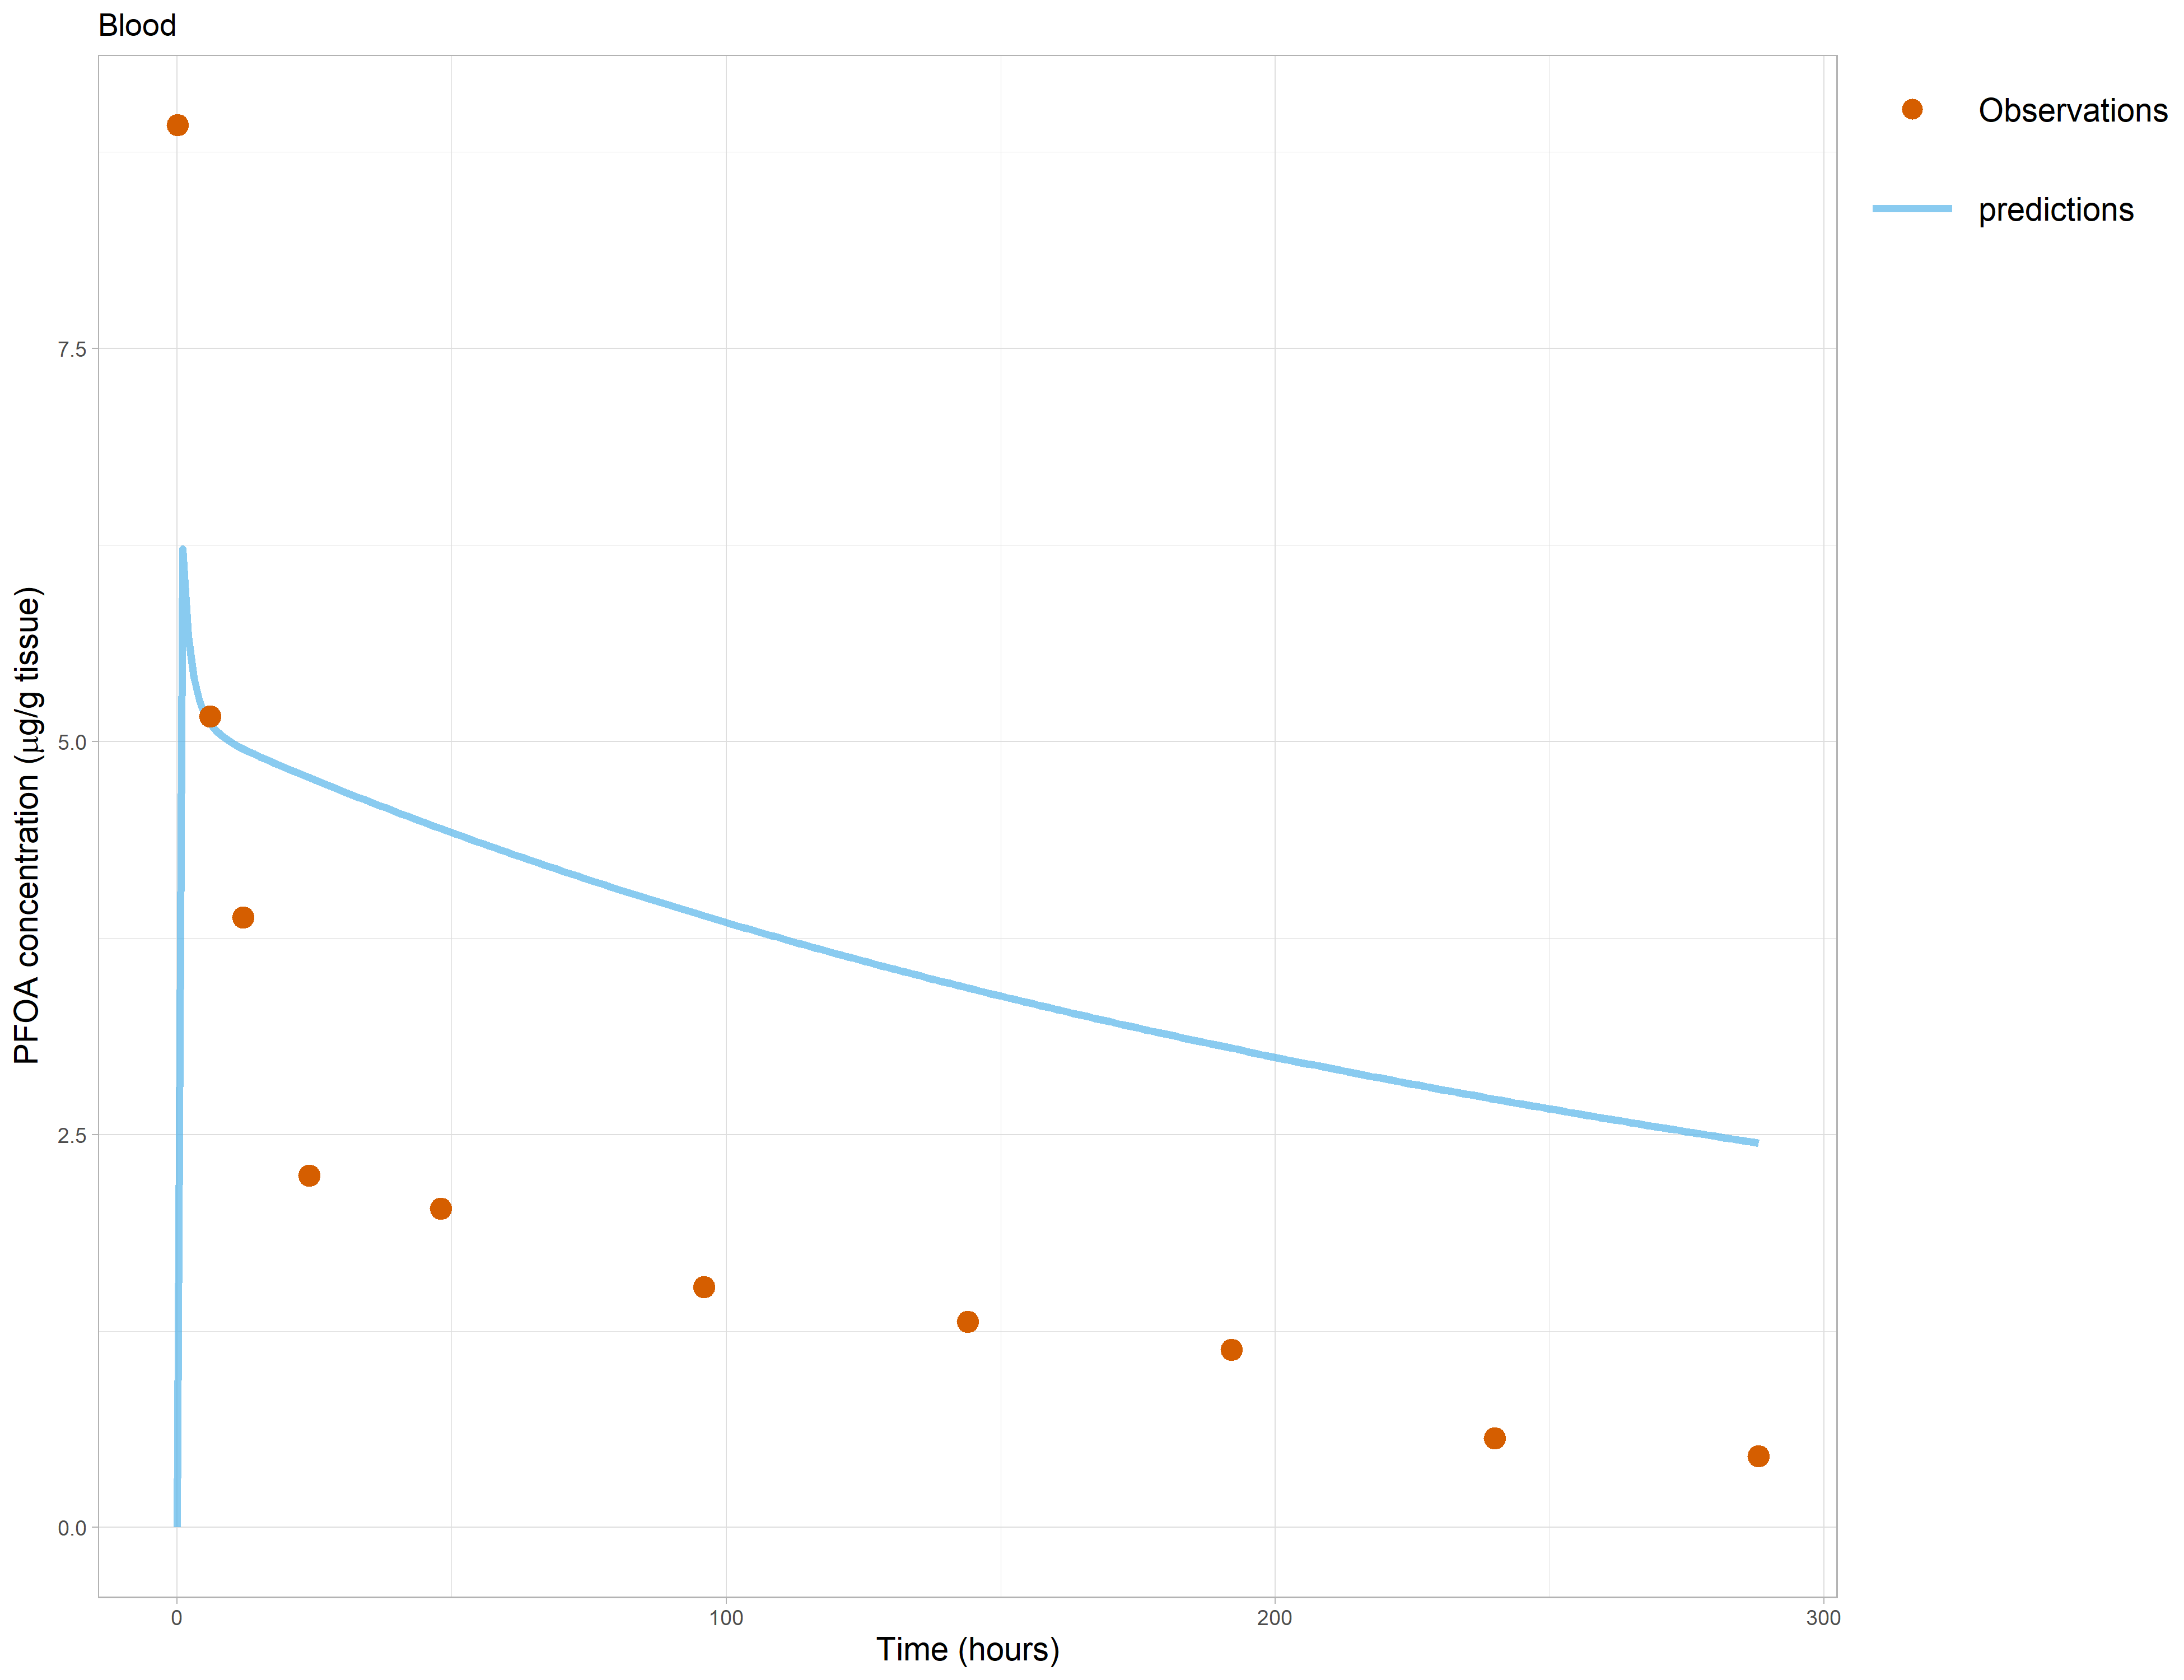 Blood
Observations
predictions
7.5
5.0
2.5
0.0
PFOA concentration (μg/g tissue)
0 100 200 300
Time (hours)